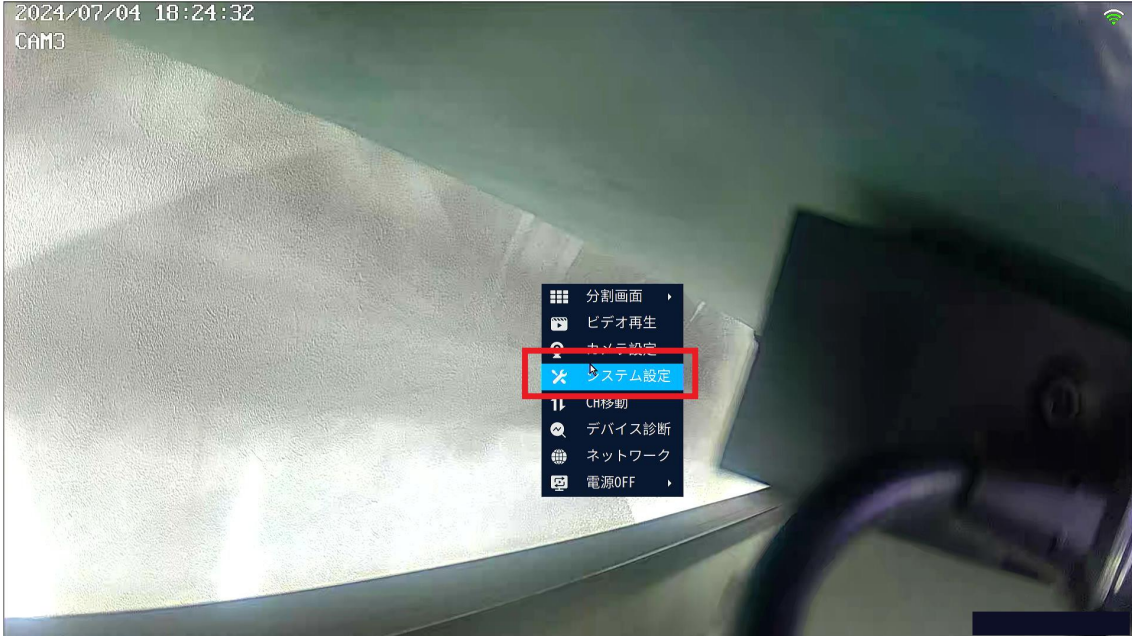 2024/07/04 18:24:32
CAM3
分割画面
ビデオ再生
カメラ設定
システム設定
CH移動
デバイス診断
ネットワーク
電源OFF